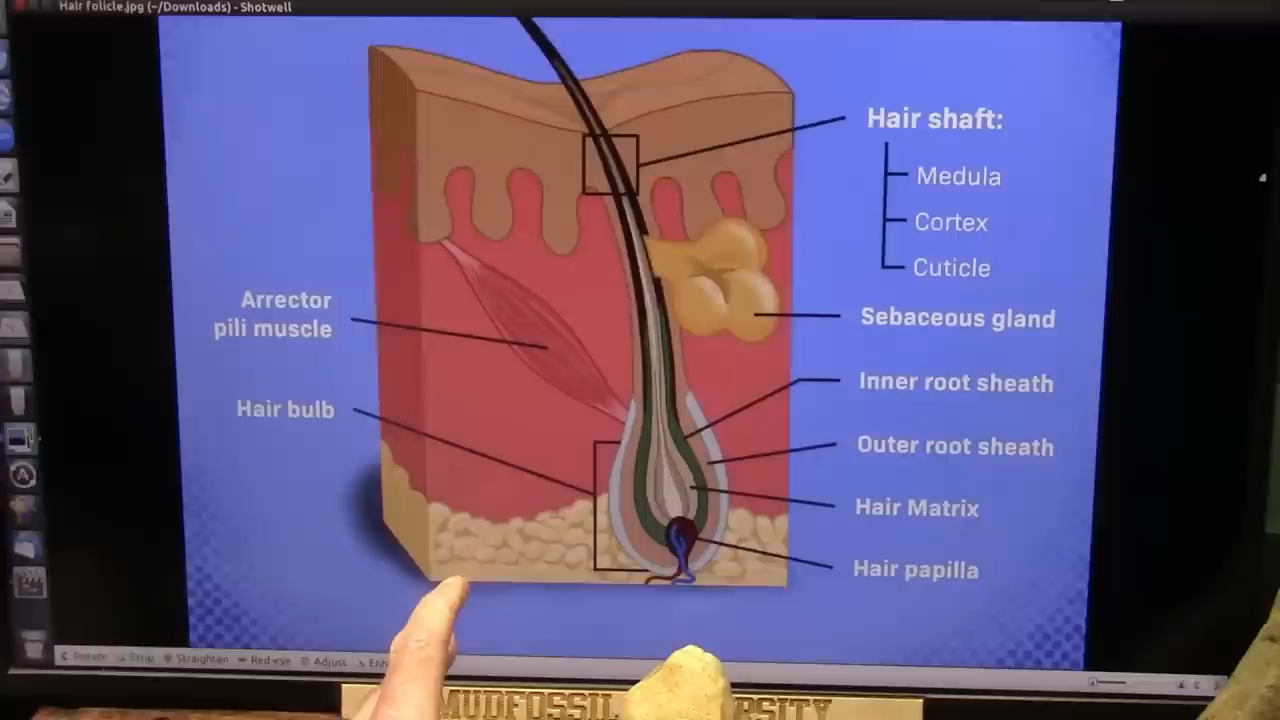 Hair folicle.jpg (~/Downloads) - Shotwell
Hair shaft:
Medula
Cortex
Cuticle
Arrector
pili muscle
Sebaceous gland
Inner root sheath
Hair bulb
Outer root sheath
Hair Matrix
Hair papilla
Rotate Crop Straighten Red-eye Adjust Enh
MUDFOSSIL RSITY